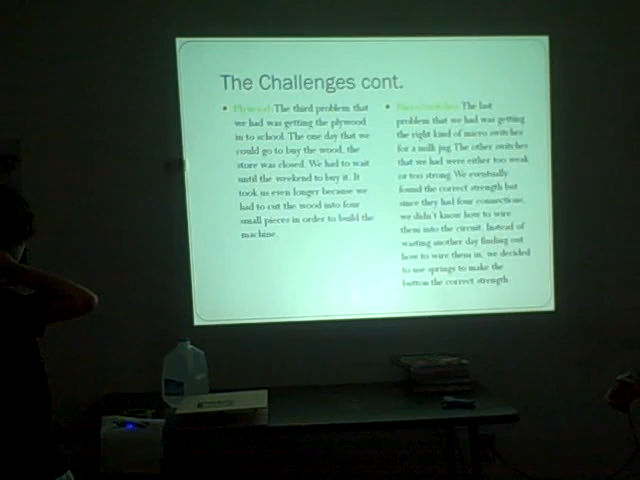 The Challenges cont.
Plywood: The third problem that
we had was getting the plywood
in to school. The one day that we
could go to buy the wood, the
store was closed. We had to wait
until the weekend to buy it. It
took us even longer because we
had to cut the wood into four
small pieces in order to build the
machine.
The last
problem that we had was getting
the right kind of micro switches
for a milk jug. The other switches
that we had were either too weak
or too strong. We eventually
found the correct strength but
since they had four connections,
we didn't know how to wire
them into the circuit. Instead of
wasting another day finding out
how to wire them in, we decided
to use springs to make the
button the correct strength.